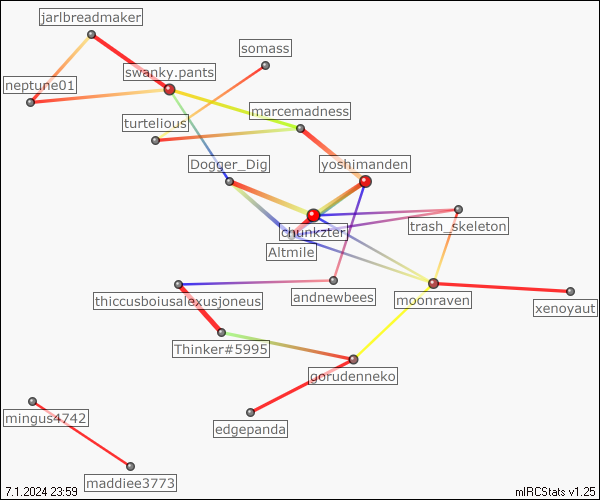 jarlbreadmaker
somass
swanky.pants
neptune01
marcemadness
turtelious
Dogger_Dig
yoshimanden
trash_skeleton
chunkzter
Altmile
thiccusboiusalexusjoneus
andnewbees
moonraven
xenoyaut
Thinker#5995
gorudenneko
mingus4742
edgepanda
maddiee3773
7.1.2024 23:59
mIRCStats v1.25